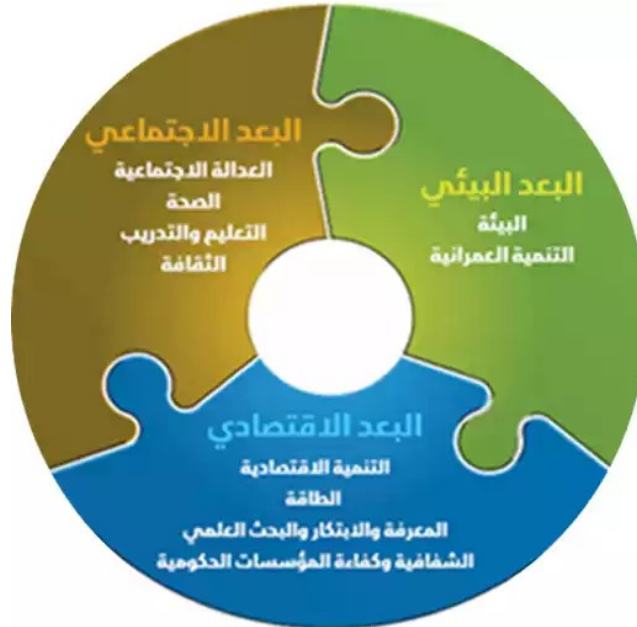 البعد الاجتماعي
العدالة الاجتماعية
الصحة
التعليم والتدريب
الثقافة
البعد البيئي
البيئة
التنمية العمرانية
البعد الاقتصادي
التنمية الاقتصادية
الطاقة
المعرفة والابتكار والبحث العلمي
الشفافية وكفاءة المؤسسات الحكومية